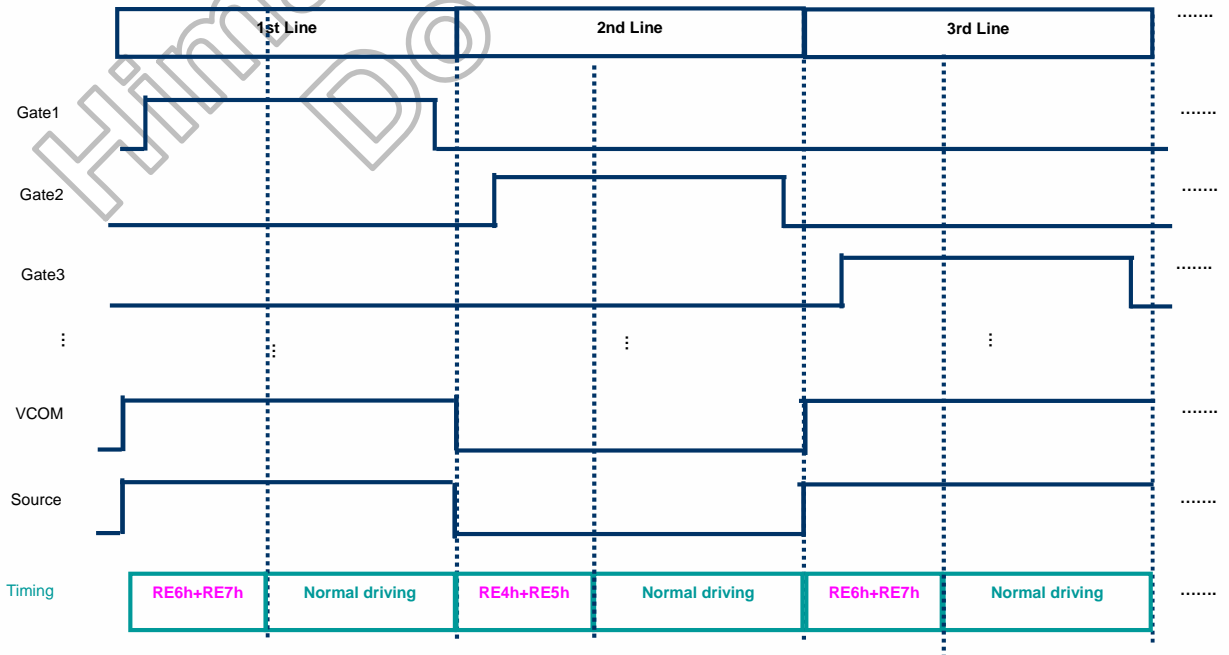 1st Line 2nd Line 3rd Line .......
Gate1 .......
Gate2 .......
Gate3 .......
... ... ... ...
VCOM .......
Source .......
Timing RE6h+RE7h Normal driving RE4h+RE5h Normal driving RE6h+RE7h Normal driving .......
Do